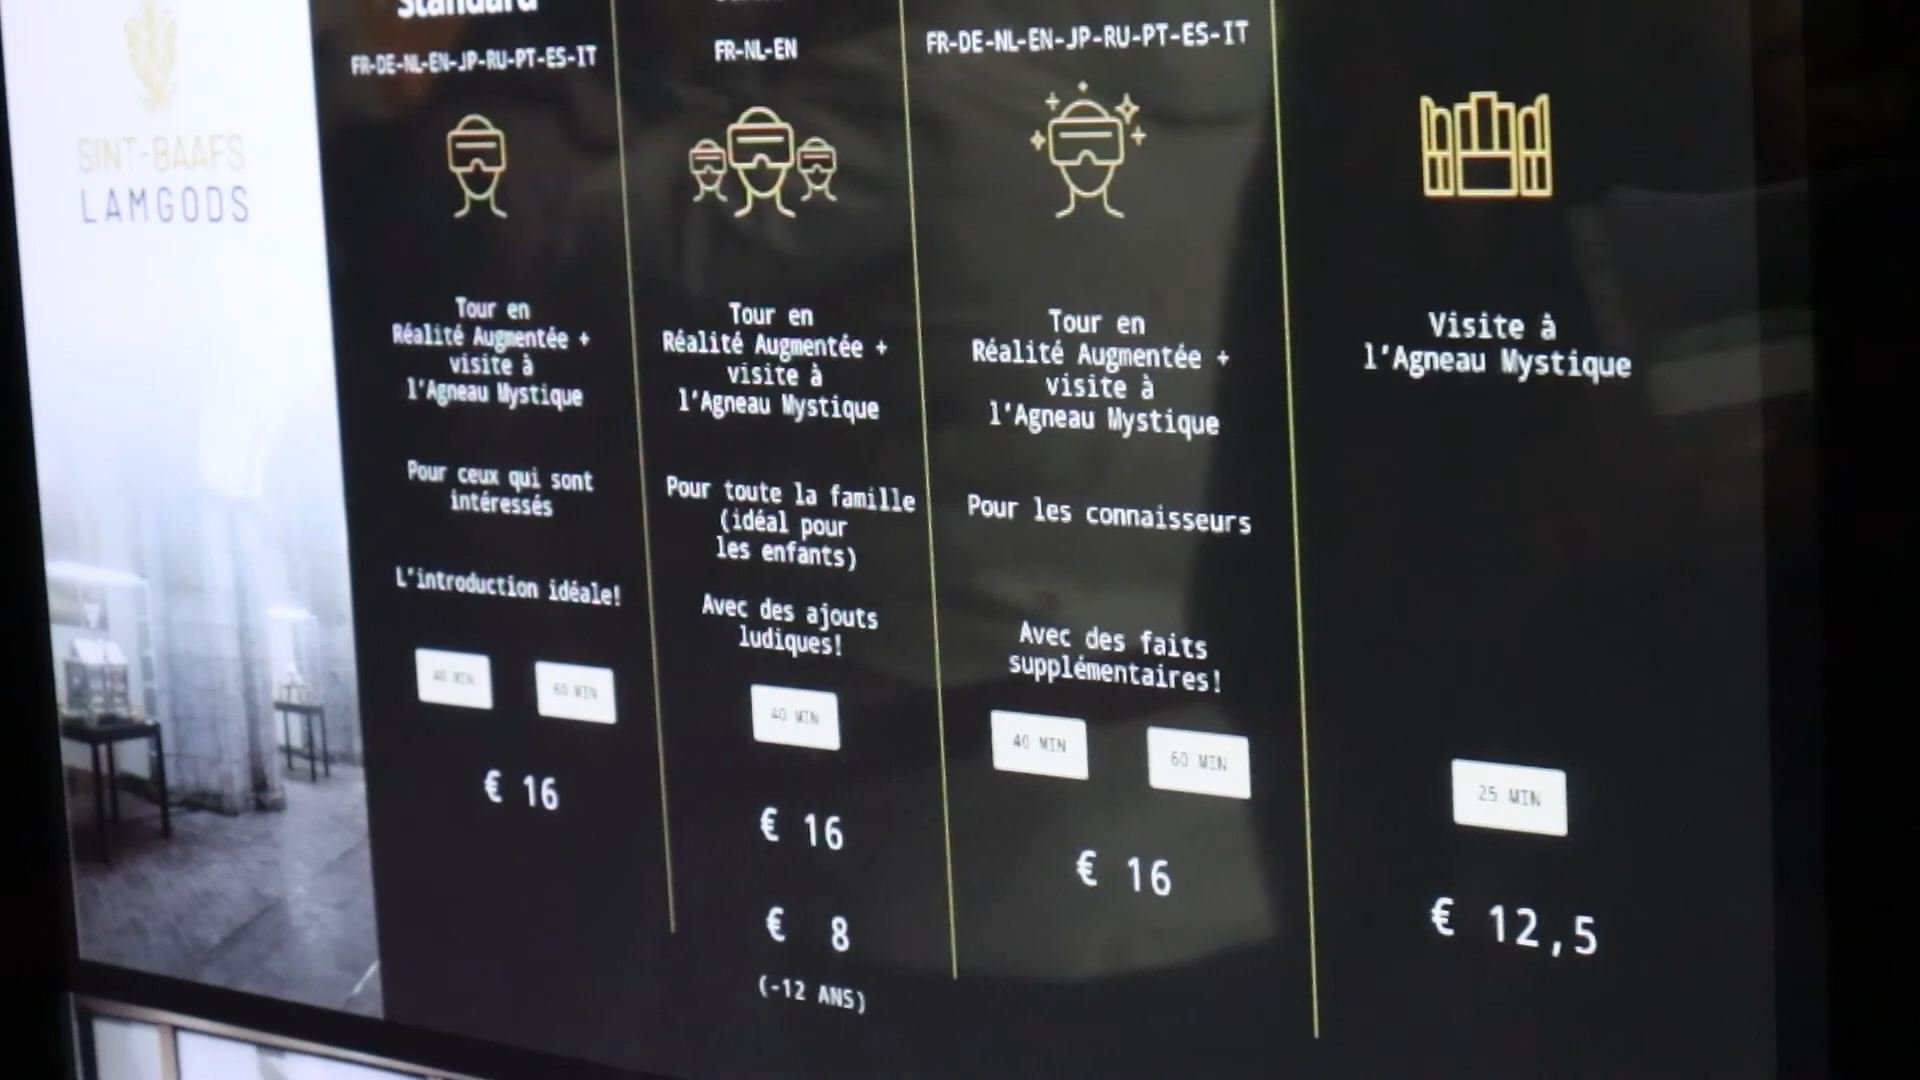 SINT-BAAFS
LAMGODS
Standard
FR-DE-NL-EN-JP-RU-PT-ES-IT
Tour en
Réalité Augmentée +
visite à
l'Agneau Mystique
Pour ceux qui sont
intéressés
L'introduction idéale!
40 MIN 60 MIN
€ 16
FR-NL-EN
Tour en
Réalité Augmentée +
visite à
l'Agneau Mystique
Pour toute la famille
(idéal pour
les enfants)
Avec des ajouts
ludiques!
40 MIN
€ 16
€ 8
(-12 ANS)
FR-DE-NL-EN-JP-RU-PT-ES-IT
Tour en
Réalité Augmentée +
visite à
l'Agneau Mystique
Pour les connaisseurs
Avec des faits
supplémentaires!
40 MIN 60 MIN
€ 16
Visite à
l'Agneau Mystique
25 MIN
€ 12,5